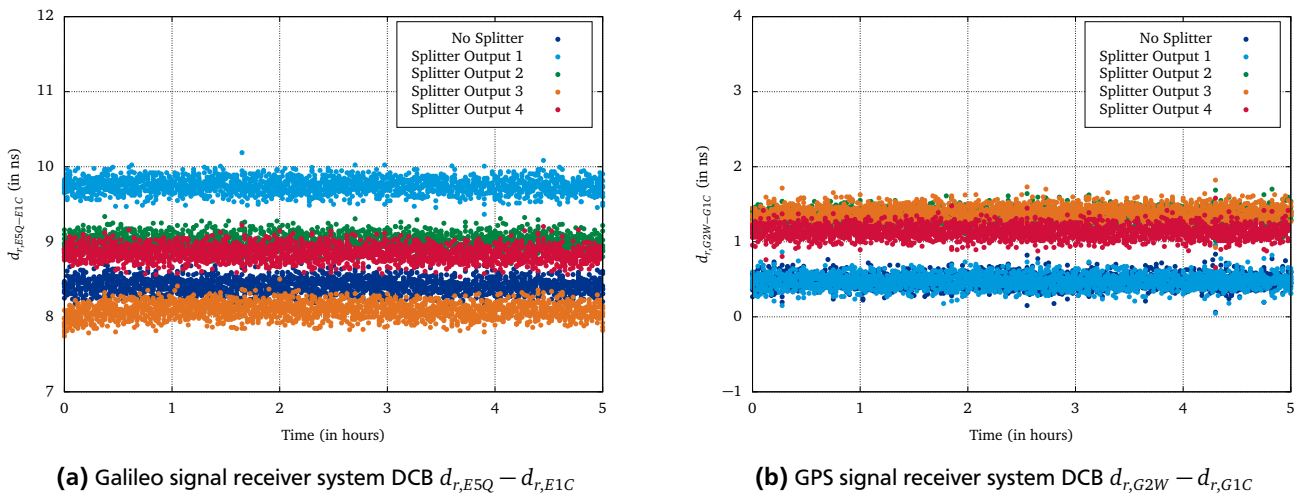 12
11
10
9
8
7
d_{r,E5Q−E1C} (in ns)
No Splitter
Splitter Output 1
Splitter Output 2
Splitter Output 3
Splitter Output 4
0 1 2 3 4 5
Time (in hours)
(a) Galileo signal receiver system DCB d_{r,E5Q} − d_{r,E1C}
4
3
2
1
0
−1
d_{r,G2W−G1C} (in ns)
No Splitter
Splitter Output 1
Splitter Output 2
Splitter Output 3
Splitter Output 4
0 1 2 3 4 5
Time (in hours)
(b) GPS signal receiver system DCB d_{r,G2W} − d_{r,G1C}